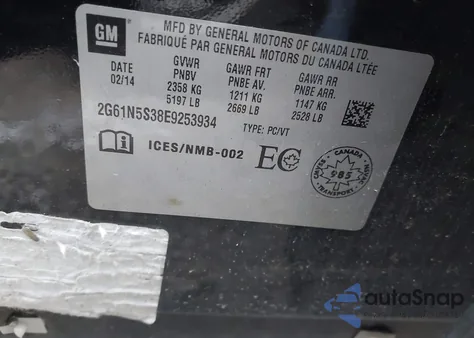 GM
MFD BY GENERAL MOTORS OF CANADA LTD.
FABRIQUÉ PAR GENERAL MOTORS DU CANADA LTÉE
DATE GVWR GAWR FRT GAWR RR
PNBV PNBE AV. PNBE ARR.
02/14 2358 KG 1211 KG 1147 KG
5197 LB 2669 LB 2528 LB
2G61N5S38E9253934 TYPE: PC/VT
i ICES/NMB-002 EC
CANADA
985
TRANSPORT
autoSnap